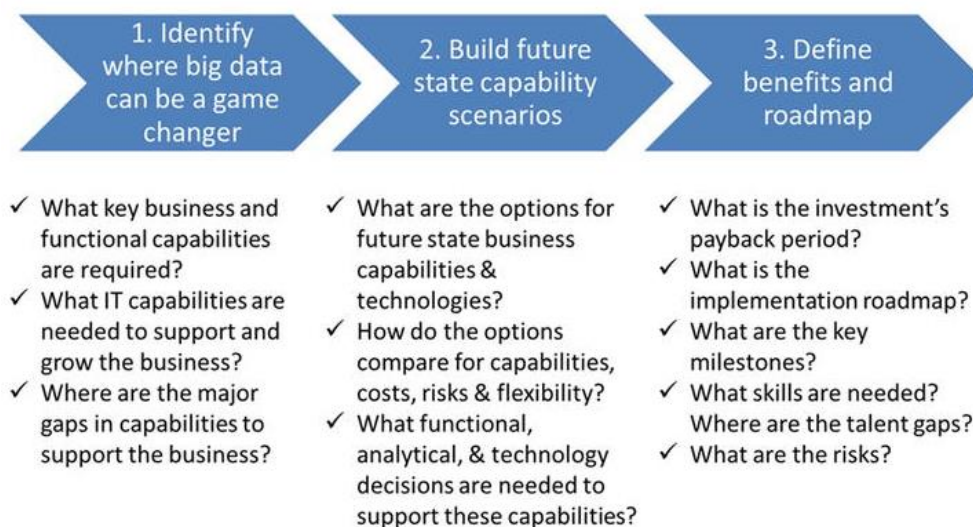 1. Identify
where big data
can be a game
changer
2. Build future
state capability
scenarios
3. Define
benefits and
roadmap
✓ What key business and
functional capabilities
are required?
✓ What IT capabilities are
needed to support and
grow the business?
✓ Where are the major
gaps in capabilities to
support the business?
✓ What are the options for
future state business
capabilities &
technologies?
✓ How do the options
compare for capabilities,
costs, risks & flexibility?
✓ What functional,
analytical, & technology
decisions are needed to
support these capabilities?
✓ What is the investment’s
payback period?
✓ What is the
implementation roadmap?
✓ What are the key
milestones?
✓ What skills are needed?
Where are the talent gaps?
✓ What are the risks?